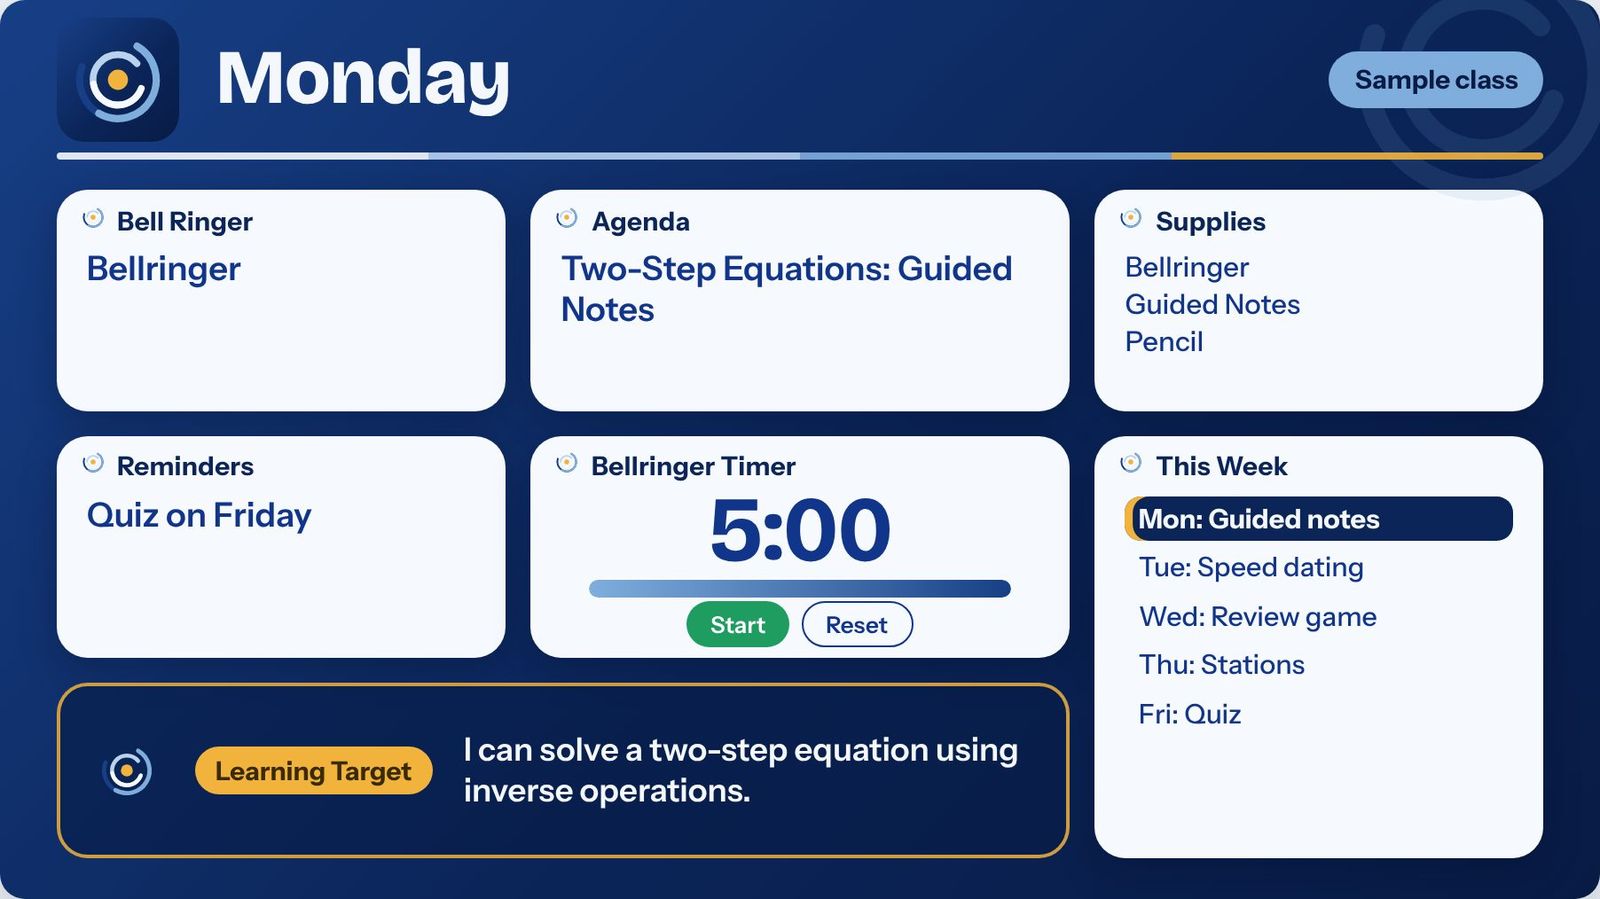 Monday
Sample class
Bell Ringer
Bellringer
Agenda
Two-Step Equations: Guided
Notes
Supplies
Bellringer
Guided Notes
Pencil
Reminders
Quiz on Friday
Bellringer Timer
5:00
Start
Reset
This Week
Mon: Guided notes
Tue: Speed dating
Wed: Review game
Thu: Stations
Fri: Quiz
Learning Target
I can solve a two-step equation using
inverse operations.